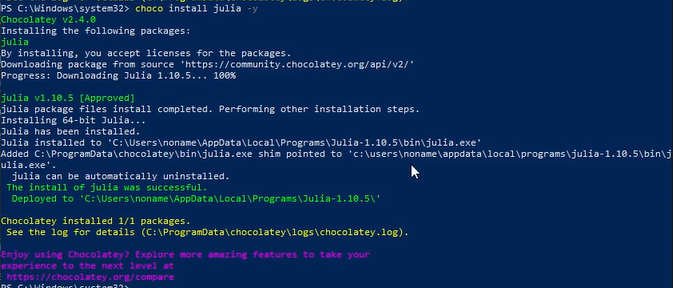 PS C:\Windows\system32> choco install julia -y
Chocolatey v2.4.0
Installing the following packages:
julia
By installing, you accept licenses for the packages.
Downloading package from source 'https://community.chocolatey.org/api/v2/'
Progress: Downloading Julia 1.10.5... 100%
julia v1.10.5 [Approved]
julia package files install completed. Performing other installation steps.
Installing 64-bit Julia...
Julia has been installed.
Julia installed to 'C:\Users\noname\AppData\Local\Programs\Julia-1.10.5\bin\julia.exe'
Added C:\ProgramData\chocolatey\bin\julia.exe shim pointed to 'c:\users\noname\appdata\local\programs\julia-1.10.5\bin\j
ulia.exe'.
julia can be automatically uninstalled.
The install of julia was successful.
Deployed to 'C:\Users\noname\AppData\Local\Programs\Julia-1.10.5\'
Chocolatey installed 1/1 packages.
See the log for details (C:\ProgramData\chocolatey\logs\chocolatey.log).
Enjoy using Chocolatey? Explore more amazing features to take your
experience to the next level at
https://chocolatey.org/compare
PS C:\Windows\system32>